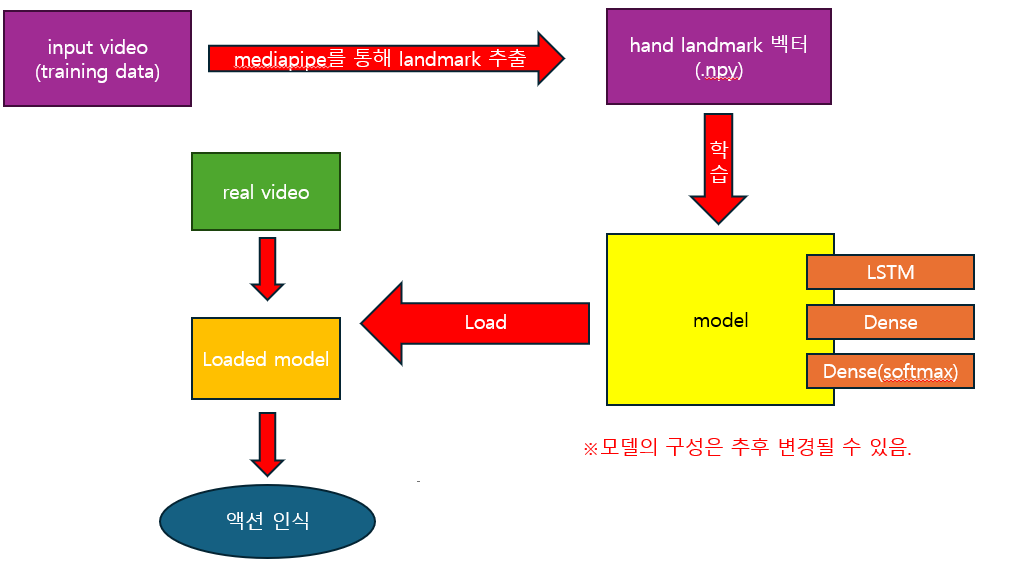 input video
(training data)
mediapipe를 통해 landmark 추출
hand landmark 벡터
(.npy)
학
습
real video
LSTM
Load
model
Dense
Loaded model
Dense(softmax)
※모델의 구성은 추후 변경될 수 있음.
-
액션 인식